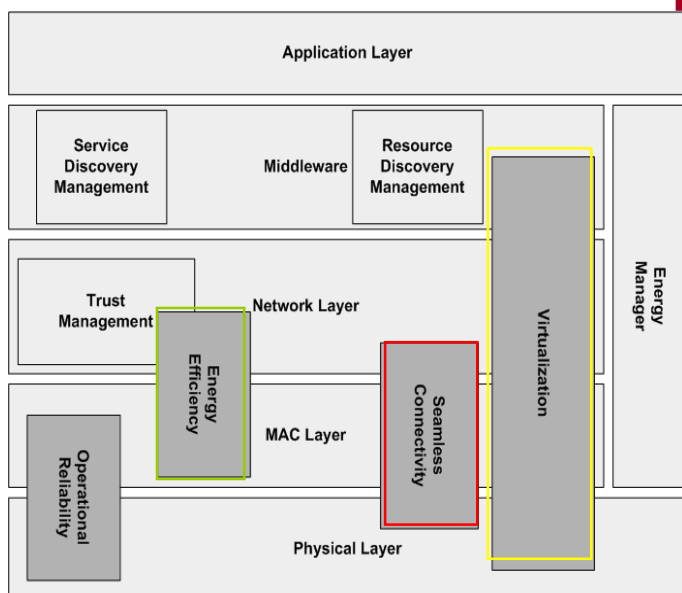 Application Layer
Service
Discovery
Management
Middleware
Resource
Discovery
Management
Energy
Manager
Trust
Management
Network Layer
Virtualization
Energy
Efficiency
Seamless
Connectivity
MAC Layer
Operational
Reliability
Physical Layer